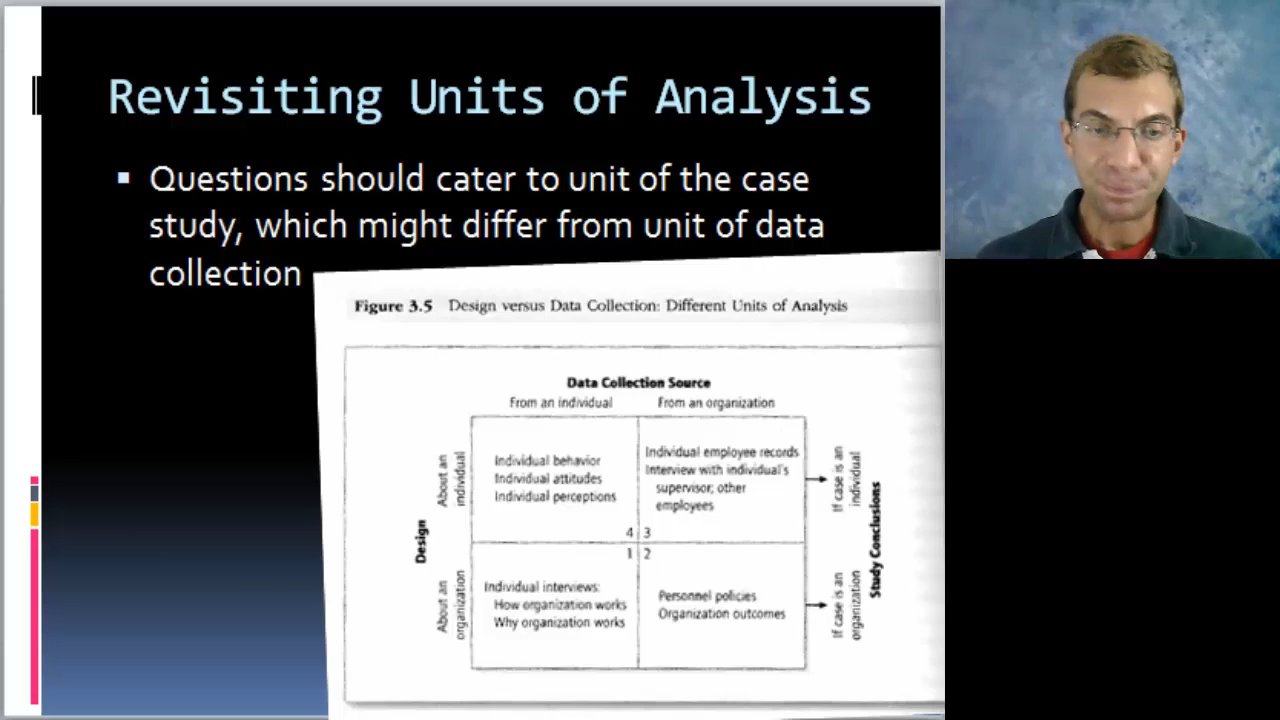 Revisiting Units of Analysis
Questions should cater to unit of the case
study, which might differ from unit of data
collection
Figure 3.5 Design versus Data Collection: Different Units of Analysis
Data Collection Source
From an individual
From an organization
Design
About an
individual
Individual behavior
Individual attitudes
Individual perceptions
4
Individual employee records
Interview with individual's
supervisor; other
employees
3
If case is an
individual
About an
organization
1
Individual interviews:
How organization works
Why organization works
2
Personnel policies
Organization outcomes
If case is an
organization
Study Conclusions